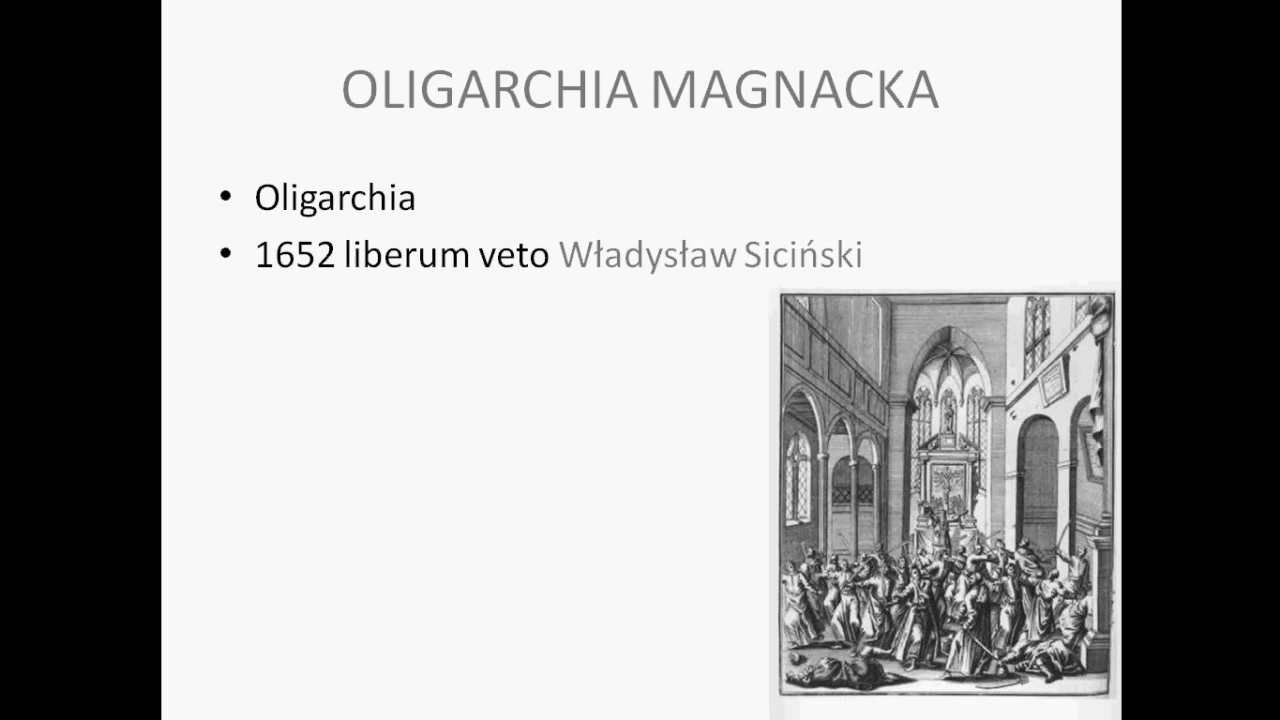 OLIGARCHIA MAGNACKA
• Oligarchia
• 1652 liberum veto Władysław Siciński